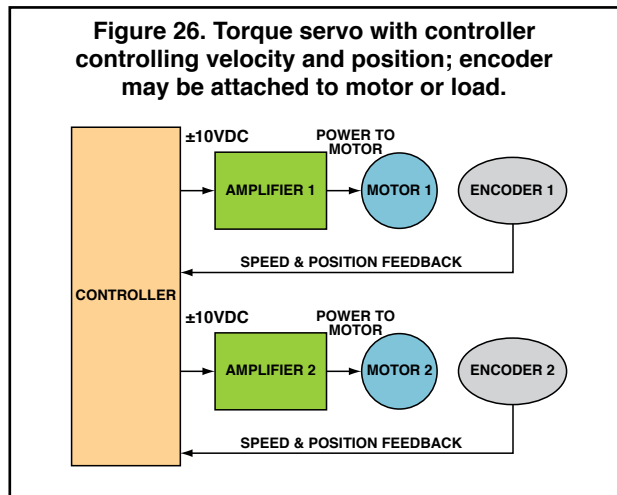 Figure 26. Torque servo with controller
controlling velocity and position; encoder
may be attached to motor or load.
±10VDC
POWER TO
MOTOR
AMPLIFIER 1
MOTOR 1
ENCODER 1
SPEED & POSITION FEEDBACK
CONTROLLER
±10VDC
POWER TO
MOTOR
AMPLIFIER 2
MOTOR 2
ENCODER 2
SPEED & POSITION FEEDBACK